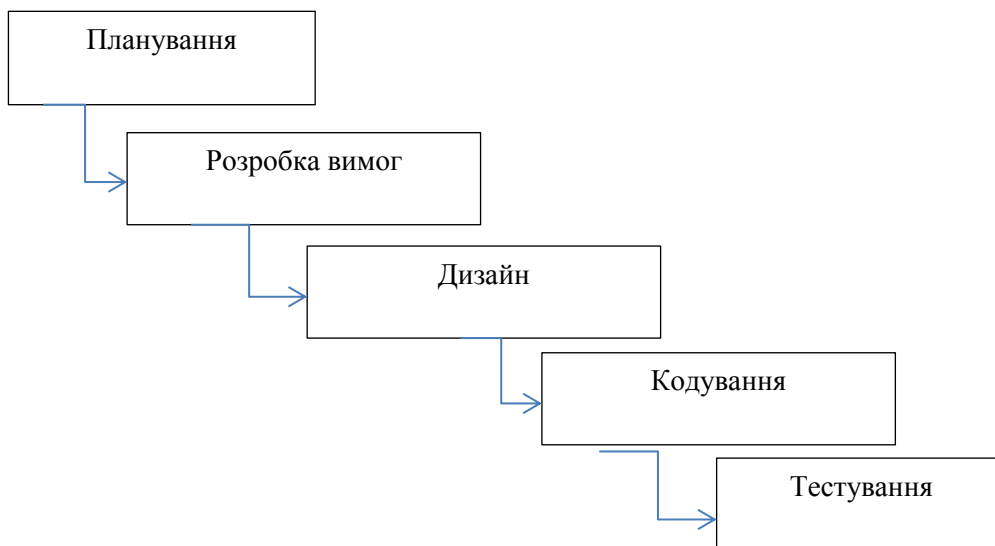 Планування
Розробка вимог
Дизайн
Кодування
Тестування